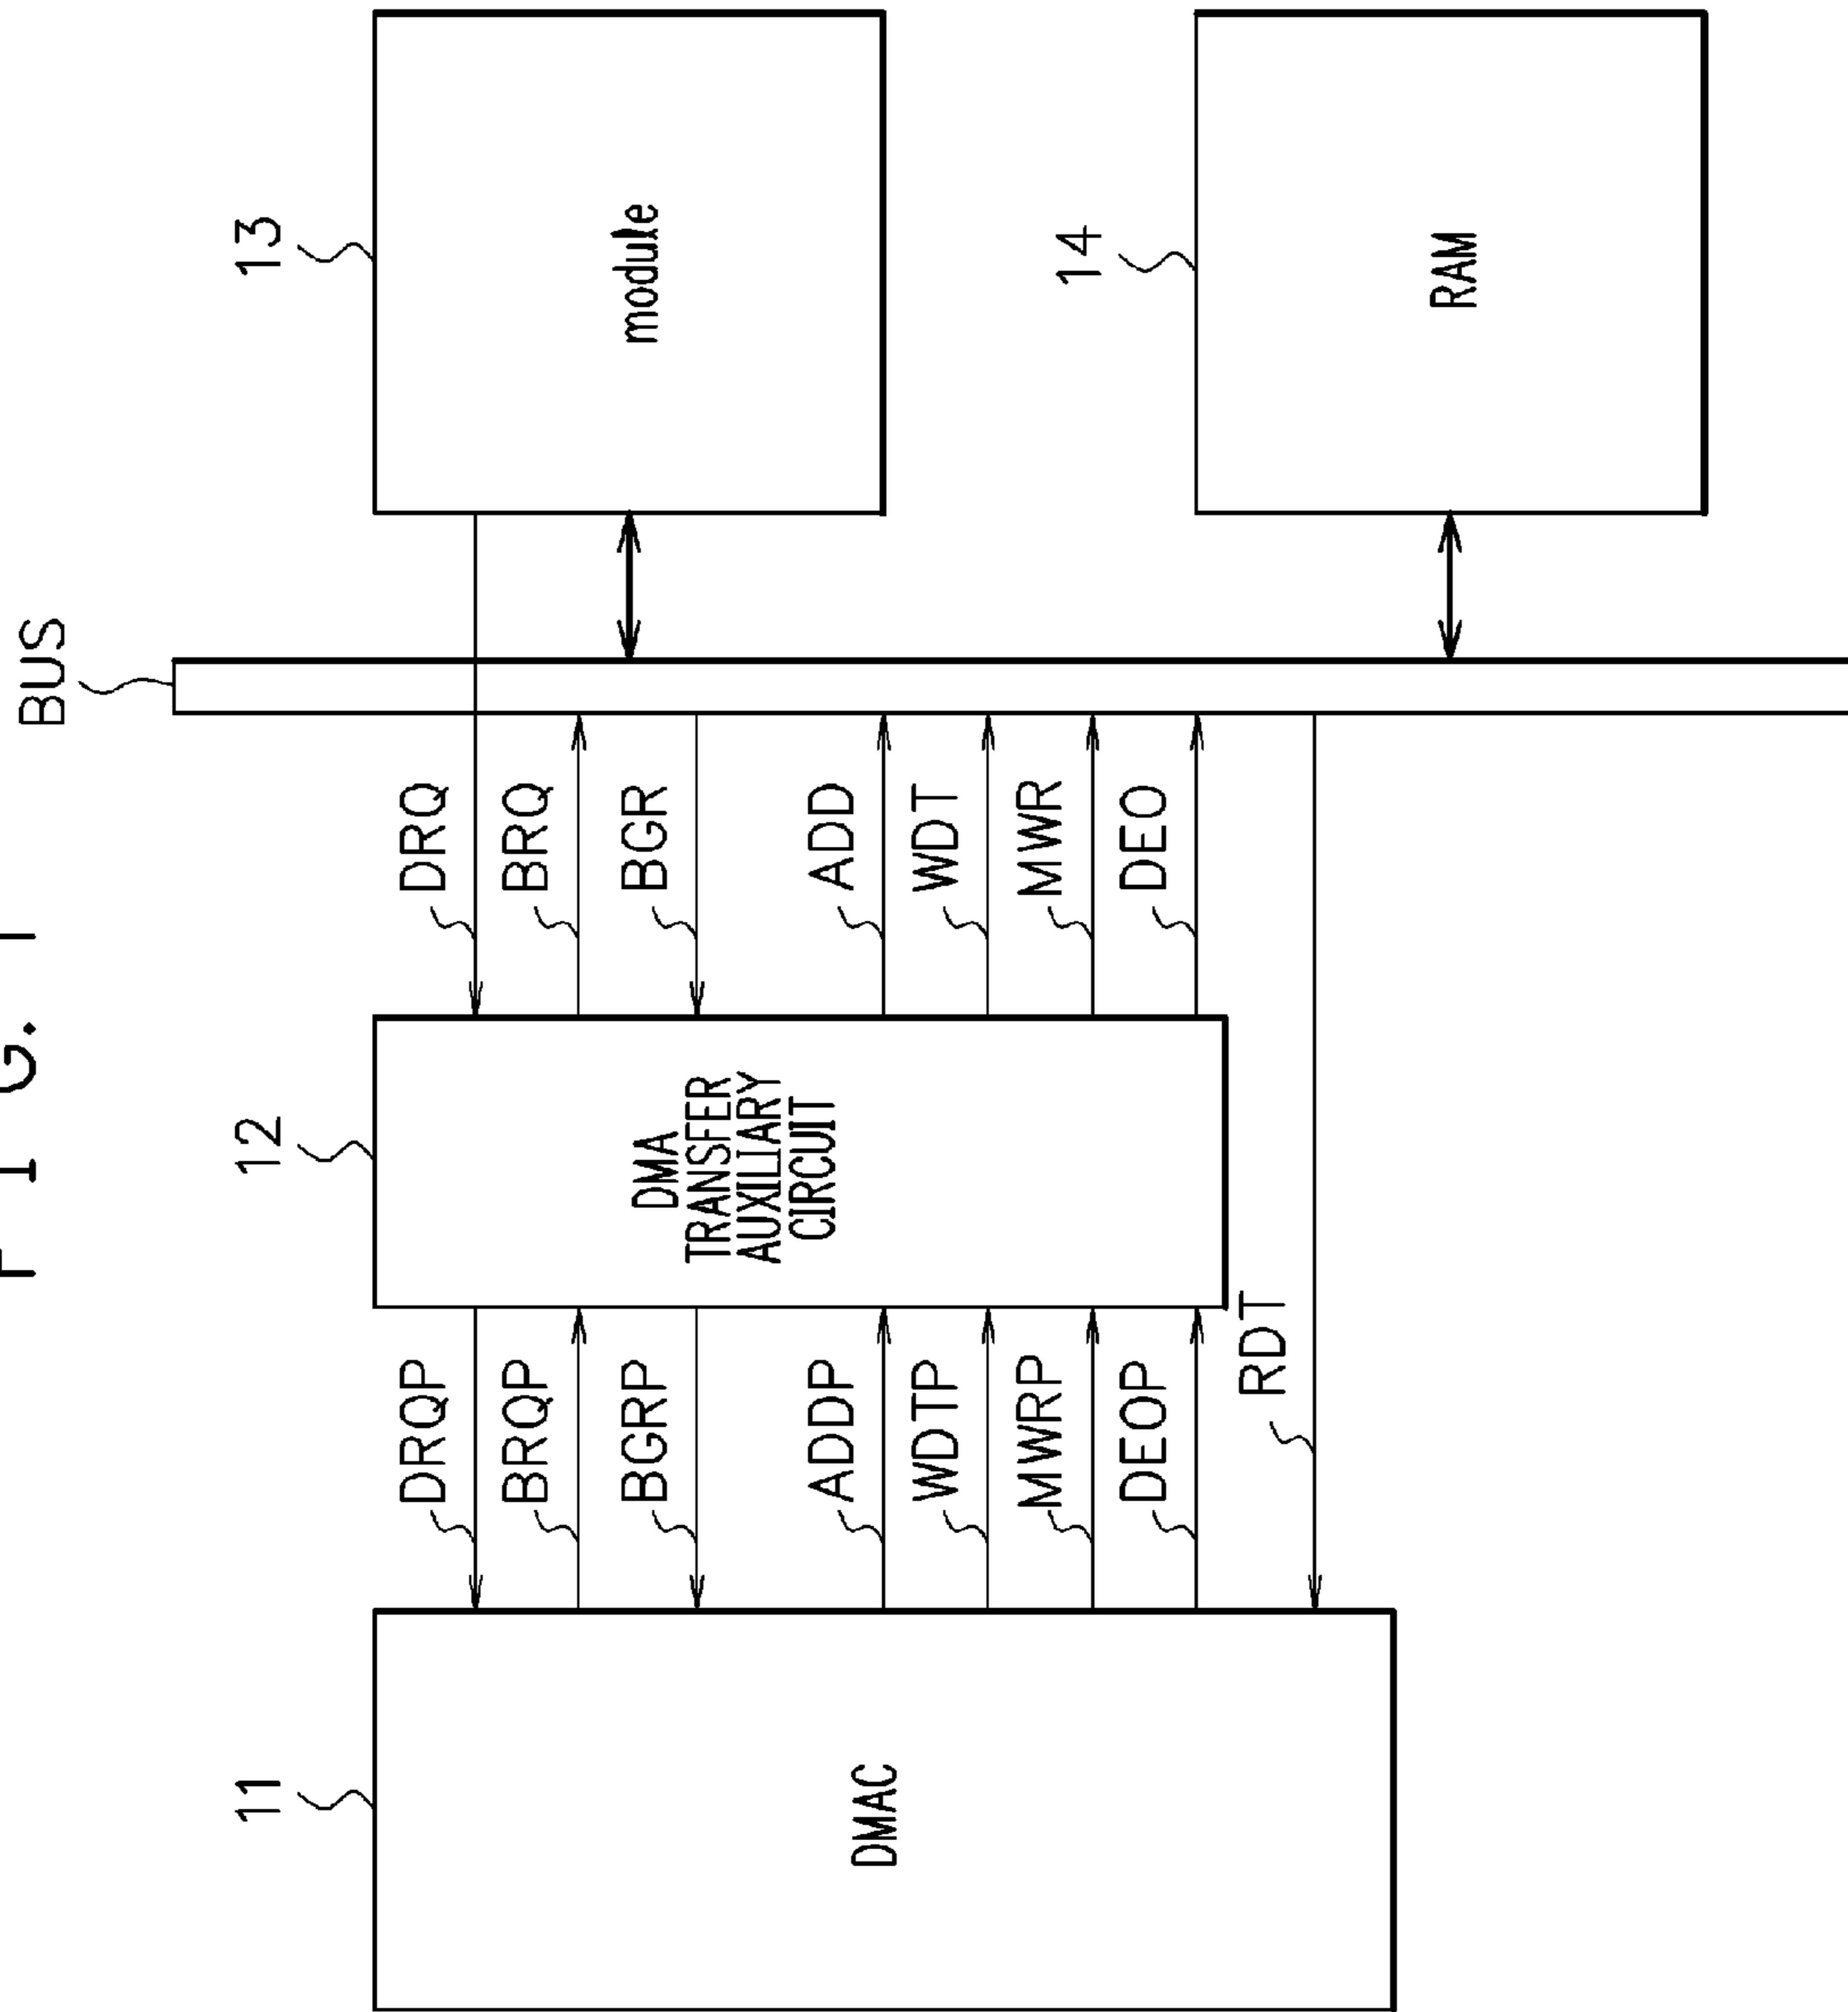 FIG. 1
BUS
11
12
13
14
DMAC
DMA
TRANSFER
AUXILIARY
CIRCUIT
module
RAM
DRQP
BRQP
BGRP
ADDP
WDTP
MWRP
DEOP
RDT
DRQ
BRQ
BGR
ADD
WDT
MWR
DEO